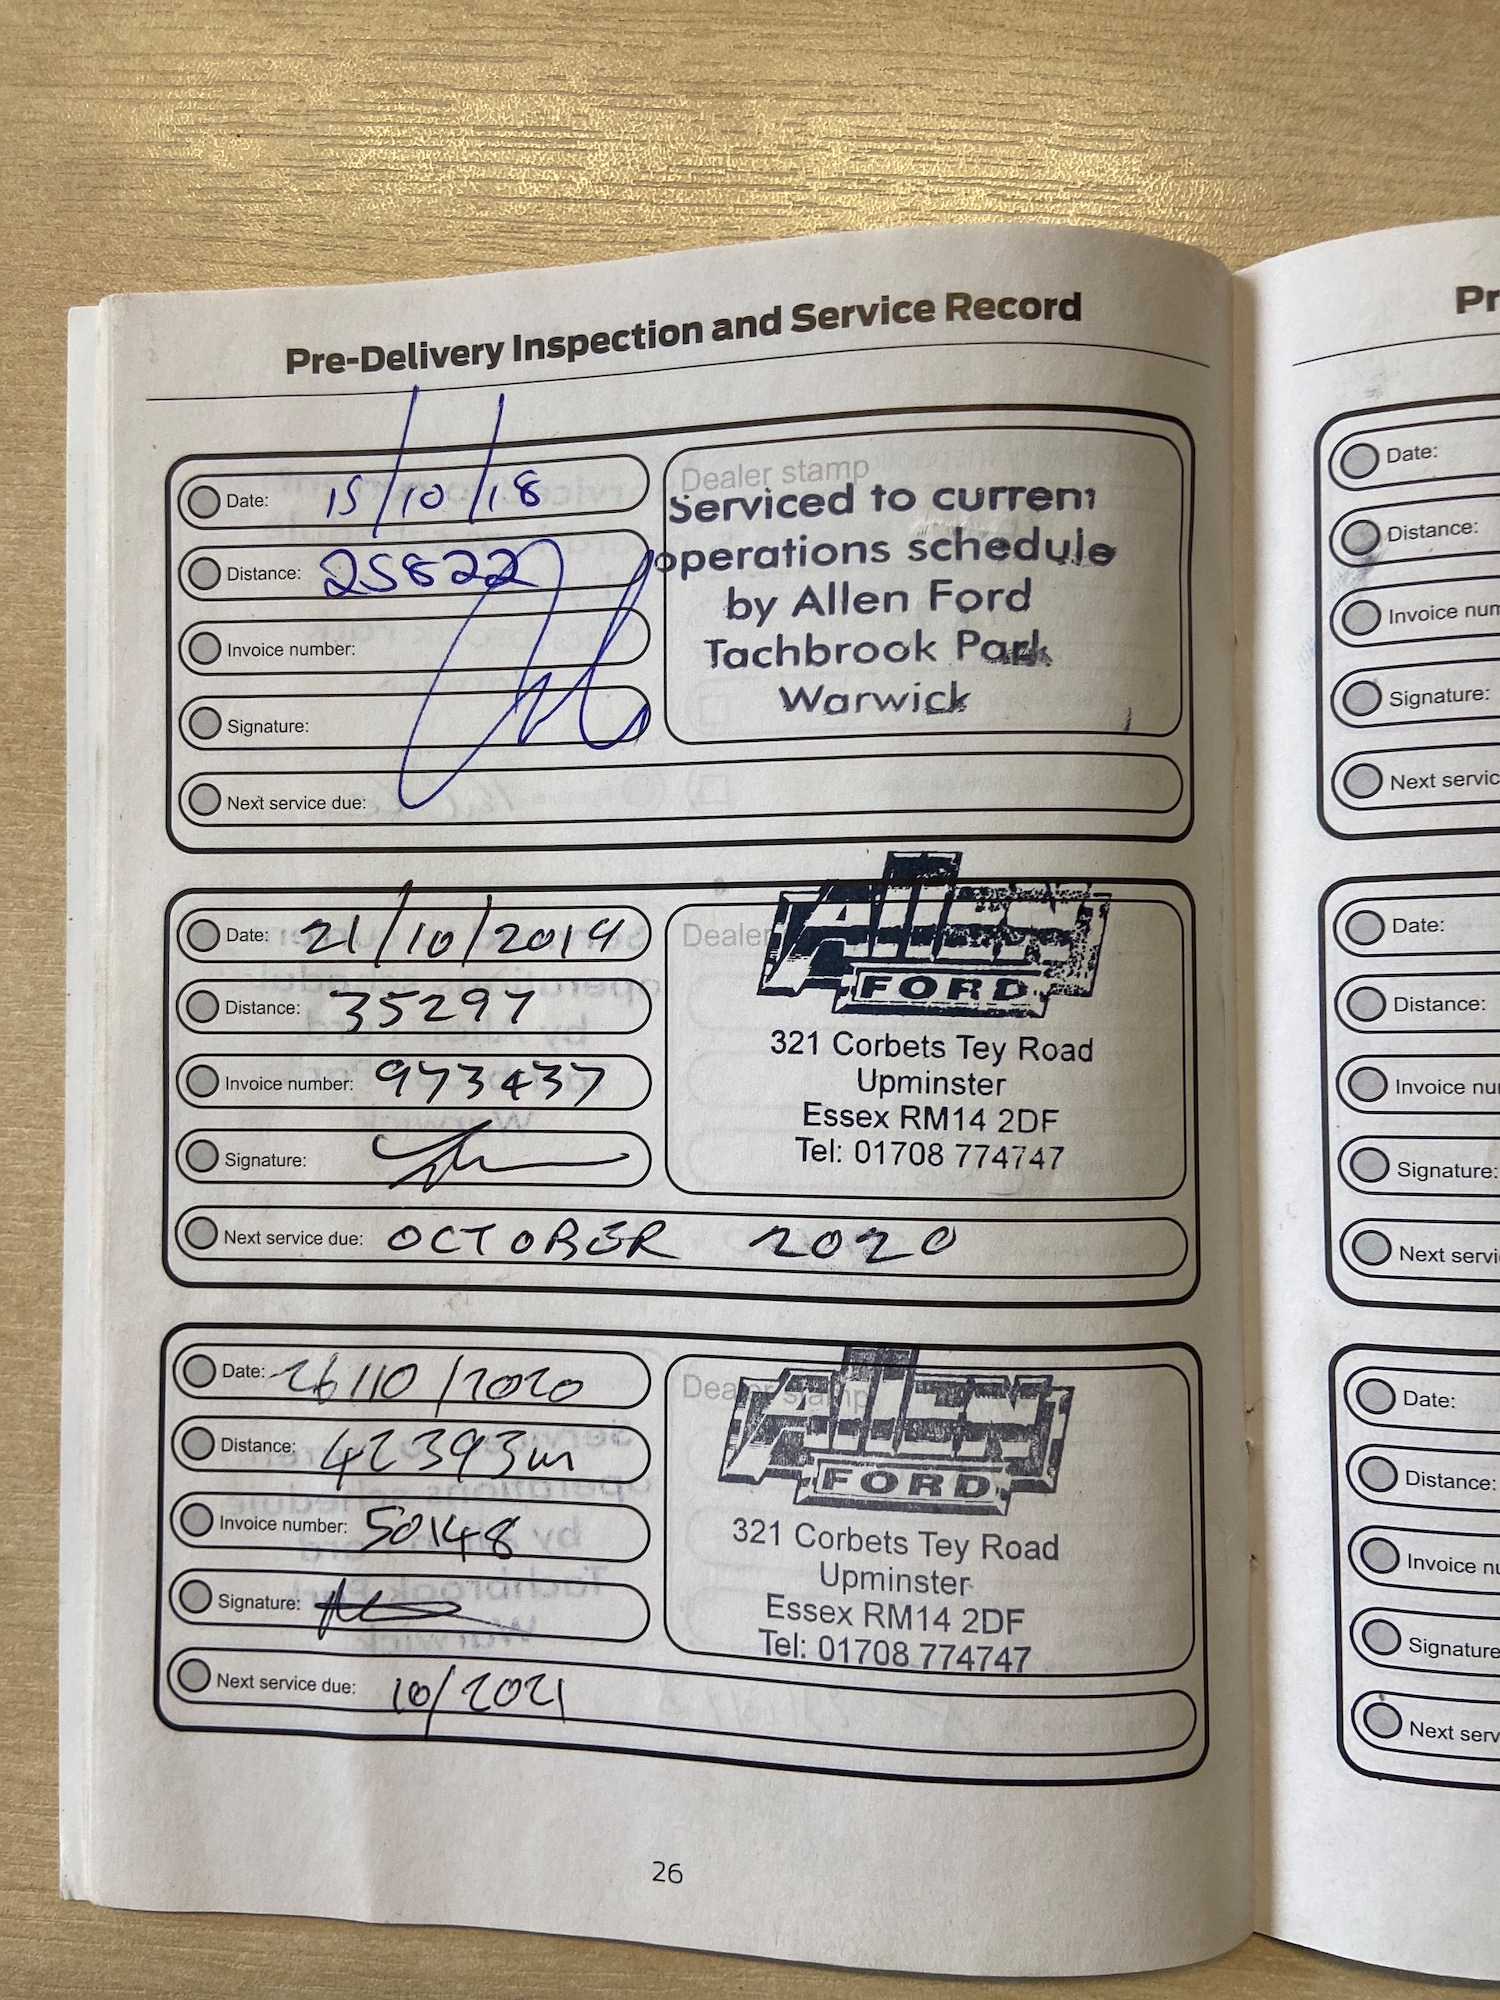 Pre-Delivery Inspection and Service Record
Date: 15/10/18
Distance: 25822
Invoice number:
Signature:
Next service due:
Dealer stamp
Serviced to current
operations schedule
by Allen Ford
Tachbrook Park
Warwick
Date: 21/10/2019
Distance: 35297
Invoice number: 973437
Signature:
Next service due: OCTOBER 2020
Dealer
ALLEN
FORD
321 Corbets Tey Road
Upminster
Essex RM14 2DF
Tel: 01708 774747
Date: 26/10/2020
Distance: 42393m
Invoice number: 50148
Signature:
Next service due: 10/2021
Dealer stamp
ALLEN
FORD
321 Corbets Tey Road
Upminster
Essex RM14 2DF
Tel: 01708 774747
26
Pr
Date:
Distance:
Invoice num
Signature:
Next servic
Date:
Distance:
Invoice nu
Signature:
Next servi
Date:
Distance:
Invoice nu
Signature
Next serv